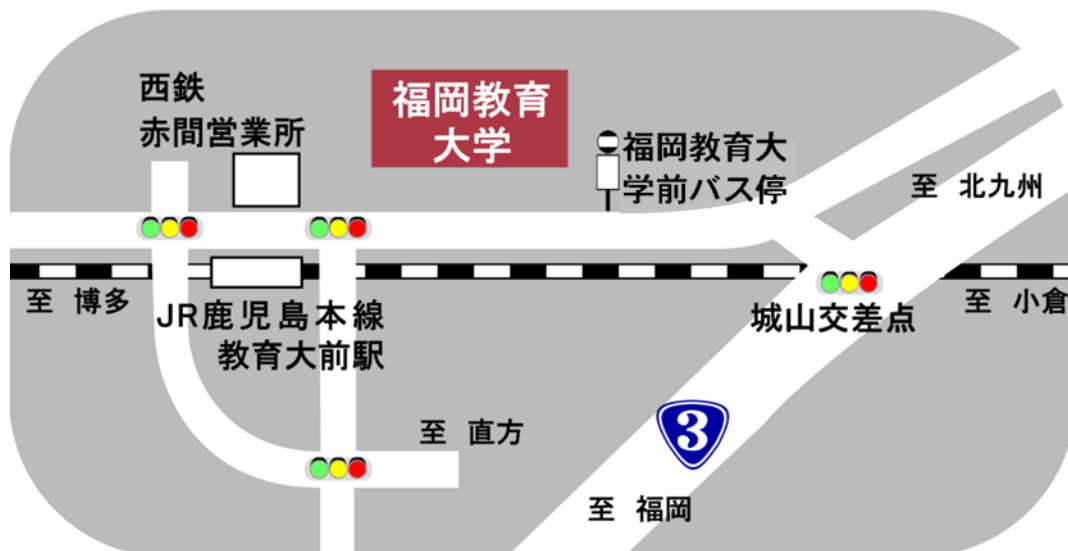 西鉄
赤間営業所
福岡教育
大学
福岡教育大
学前バス停
至 北九州
至 博多
JR鹿児島本線
教育大前駅
城山交差点
至 小倉
至 直方
3
至 福岡